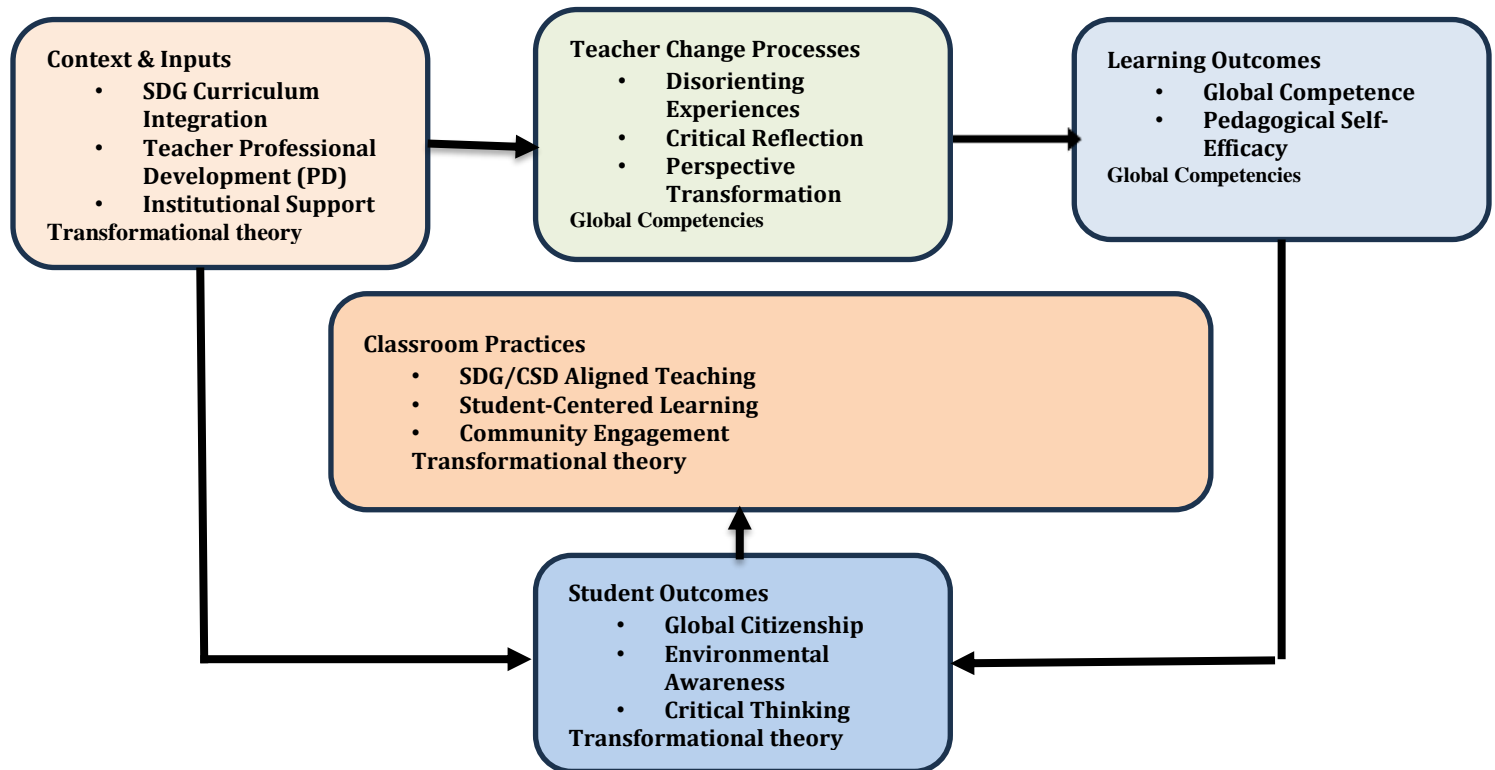 Context & Inputs
• SDG Curriculum
Integration
• Teacher Professional
Development (PD)
• Institutional Support
Transformational theory
Teacher Change Processes
• Disorienting
Experiences
• Critical Reflection
• Perspective
Transformation
Global Competencies
Learning Outcomes
• Global Competence
• Pedagogical Self-
Efficacy
Global Competencies
Classroom Practices
• SDG/CSD Aligned Teaching
• Student-Centered Learning
• Community Engagement
Transformational theory
Student Outcomes
• Global Citizenship
• Environmental
Awareness
• Critical Thinking
Transformational theory